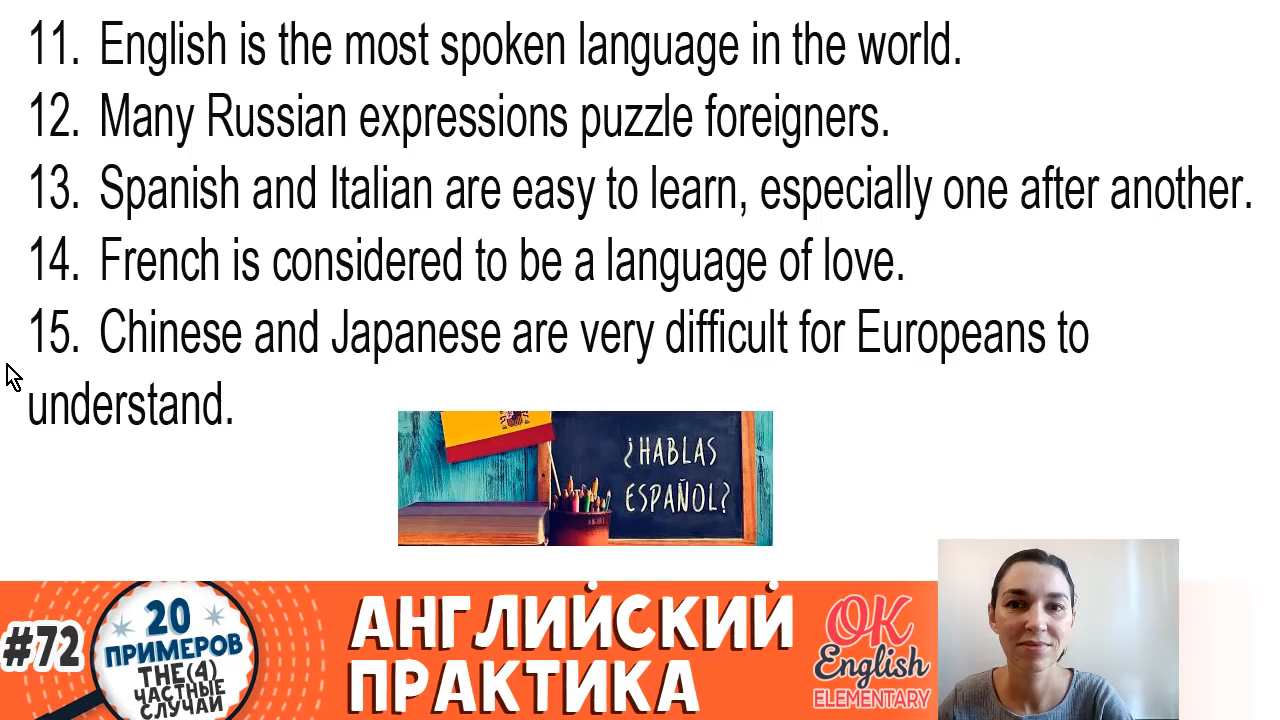 11. English is the most spoken language in the world.
12. Many Russian expressions puzzle foreigners.
13. Spanish and Italian are easy to learn, especially one after another.
14. French is considered to be a language of love.
15. Chinese and Japanese are very difficult for Europeans to
understand.
¿HABLAS
ESPAÑOL?
#72
20
ПРИМЕРОВ
THE(4)
ЧАСТНЫЕ
СЛУЧАИ
АНГЛИЙСКИЙ
ПРАКТИКА
OK
English
ELEMENTARY